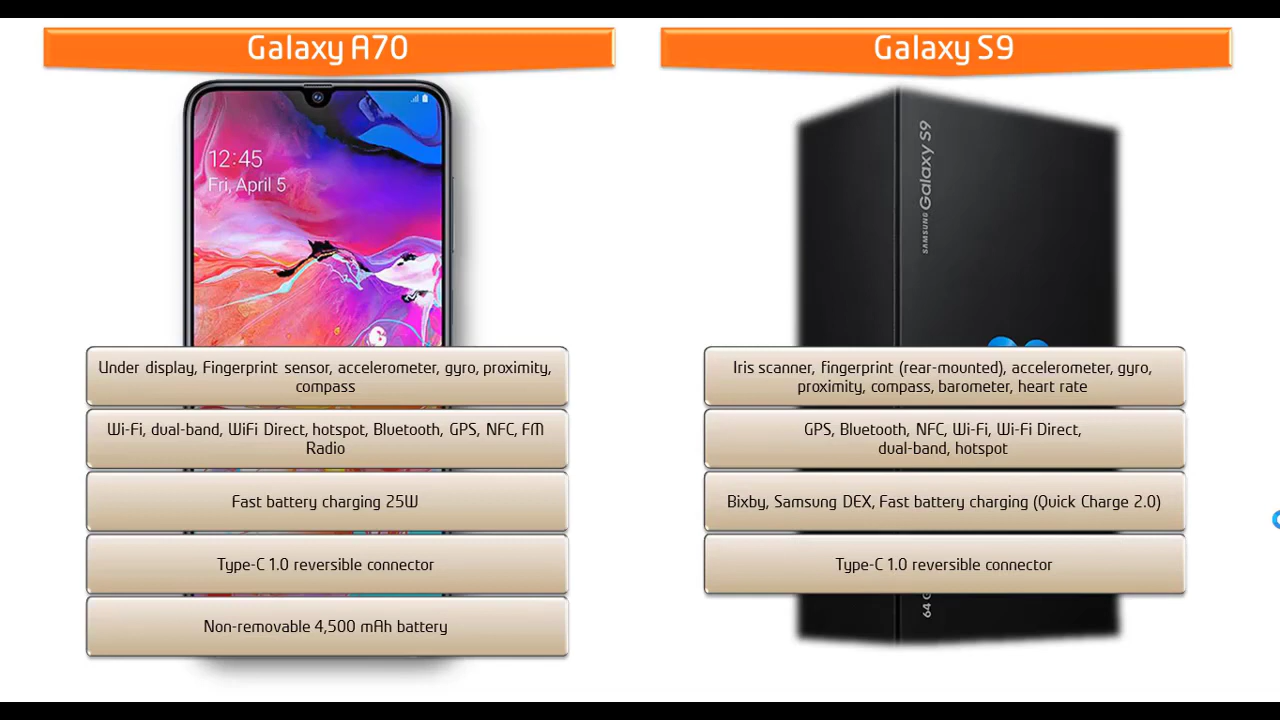 Galaxy A70
12:45
Fri, April 5
Under display, Fingerprint sensor, accelerometer, gyro, proximity,
compass
Wi-Fi, dual-band, WiFi Direct, hotspot, Bluetooth, GPS, NFC, FM
Radio
Fast battery charging 25W
Type-C 1.0 reversible connector
Non-removable 4,500 mAh battery
Galaxy S9
SAMSUNG Galaxy S9
Iris scanner, fingerprint (rear-mounted), accelerometer, gyro,
proximity, compass, barometer, heart rate
GPS, Bluetooth, NFC, Wi-Fi, Wi-Fi Direct,
dual-band, hotspot
Bixby, Samsung DEX, Fast battery charging (Quick Charge 2.0)
Type-C 1.0 reversible connector
64 G